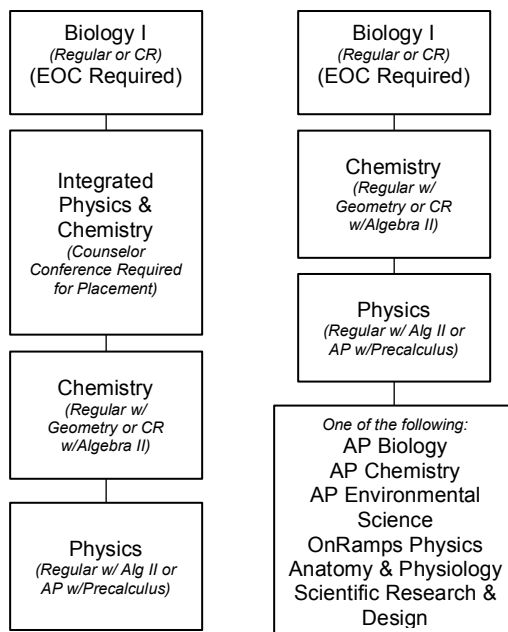 Biology I
(Regular or CR)
(EOC Required)
Integrated
Physics &
Chemistry
(Counselor
Conference Required
for Placement)
Chemistry
(Regular w/
Geometry or CR
w/Algebra II)
Physics
(Regular w/ Alg II or
AP w/Precalculus)
Biology I
(Regular or CR)
(EOC Required)
Chemistry
(Regular w/
Geometry or CR
w/Algebra II)
Physics
(Regular w/ Alg II or
AP w/Precalculus)
One of the following:
AP Biology
AP Chemistry
AP Environmental
Science
OnRamps Physics
Anatomy & Physiology
Scientific Research &
Design